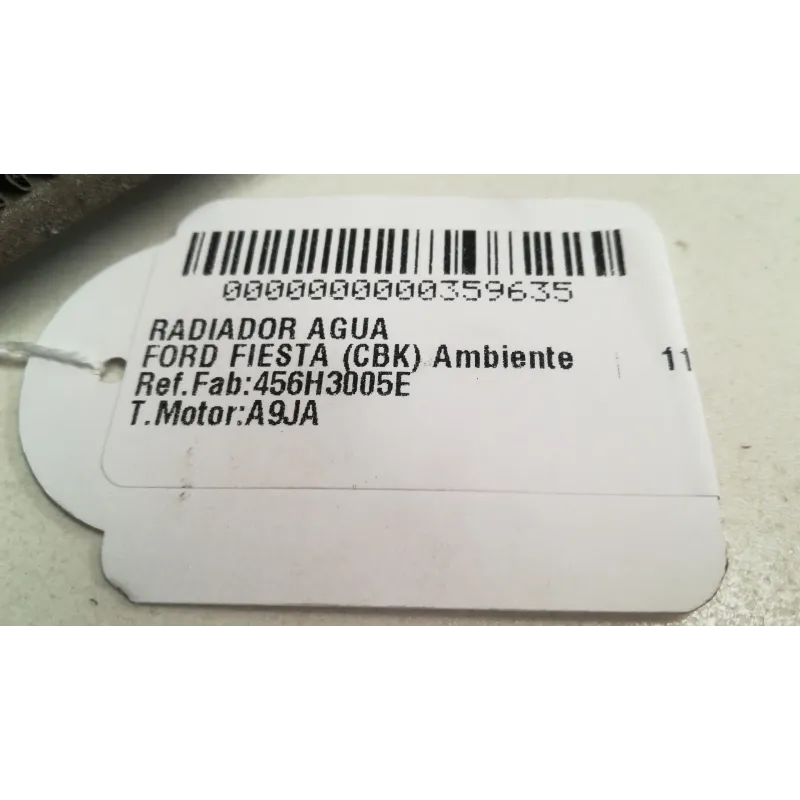 0000000000359635
RADIADOR AGUA
FORD FIESTA (CBK) Ambiente 11
Ref.Fab:456H3005E
T.Motor:A9JA